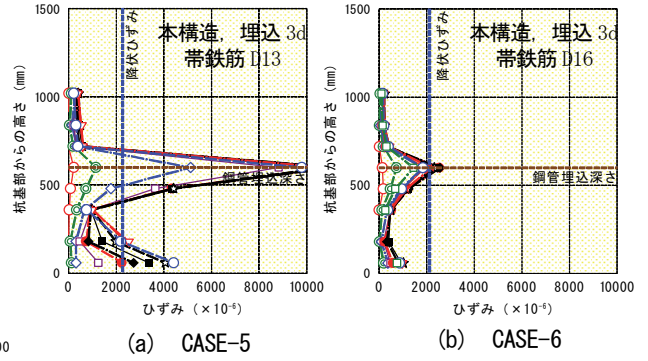 1500
1000
500
0
杭基部からの高さ (mm)
本構造, 埋込 3d
帯鉄筋 D13
降伏ひずみ
鋼管埋込深さ
0 2000 4000 6000 8000 10000
ひずみ (×10⁻⁶)
(a) CASE-5
1500
1000
500
0
杭基部からの高さ (mm)
本構造, 埋込 3d
帯鉄筋 D16
降伏ひずみ
鋼管埋込深さ
0 2000 4000 6000 8000 10000
ひずみ (×10⁻⁶)
(b) CASE-6